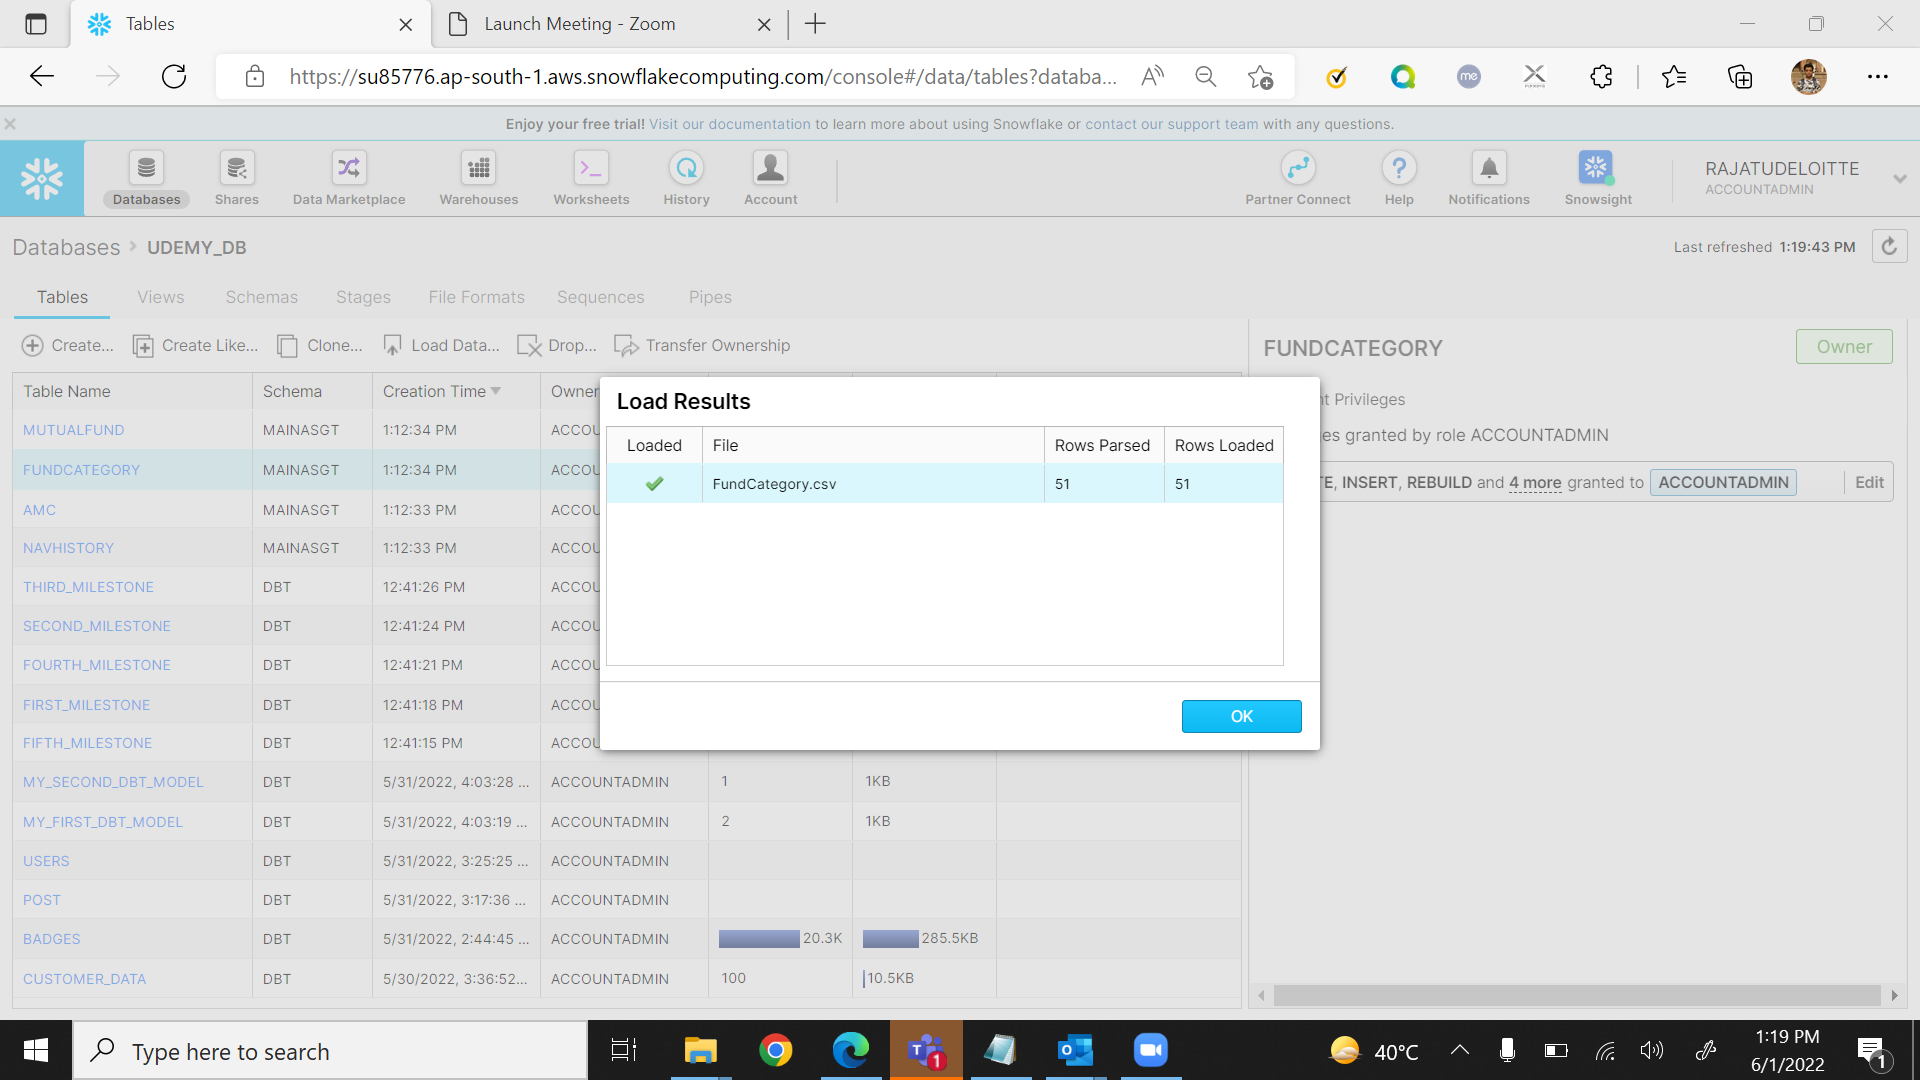 Tables
Launch Meeting - Zoom
https://su85776.ap-south-1.aws.snowflakecomputing.com/console#/data/tables?databa...
me
Enjoy your free trial! Visit our documentation to learn more about using Snowflake or contact our support team with any questions.
Databases
Shares
Data Marketplace
Warehouses
Worksheets
History
Account
Partner Connect
Help
Notifications
Snowsight
RAJATUDELOITTE
ACCOUNTADMIN
Databases > UDEMY_DB
Last refreshed 1:19:43 PM
Tables Views Schemas Stages File Formats Sequences Pipes
Create... Create Like... Clone... Load Data... Drop... Transfer Ownership
Table Name Schema Creation Time Owner
MUTUALFUND MAINASGT 1:12:34 PM ACCOU
FUNDCATEGORY MAINASGT 1:12:34 PM ACCOU
AMC MAINASGT 1:12:33 PM ACCOU
NAVHISTORY MAINASGT 1:12:33 PM ACCOU
THIRD_MILESTONE DBT 12:41:26 PM ACCOU
SECOND_MILESTONE DBT 12:41:24 PM ACCOU
FOURTH_MILESTONE DBT 12:41:21 PM ACCOU
FIRST_MILESTONE DBT 12:41:18 PM ACCOU
FIFTH_MILESTONE DBT 12:41:15 PM ACCOU
MY_SECOND_DBT_MODEL DBT 5/31/2022, 4:03:28 ... ACCOUNTADMIN 1 1KB
MY_FIRST_DBT_MODEL DBT 5/31/2022, 4:03:19 ... ACCOUNTADMIN 2 1KB
USERS DBT 5/31/2022, 3:25:25 ... ACCOUNTADMIN
POST DBT 5/31/2022, 3:17:36 ... ACCOUNTADMIN
BADGES DBT 5/31/2022, 2:44:45 ... ACCOUNTADMIN 20.3K 285.5KB
CUSTOMER_DATA DBT 5/30/2022, 3:36:52... ACCOUNTADMIN 100 10.5KB
Load Results
Loaded File Rows Parsed Rows Loaded
FundCategory.csv 51 51
OK
FUNDCATEGORY
Owner
nt Privileges
es granted by role ACCOUNTADMIN
TE, INSERT, REBUILD and 4 more granted to ACCOUNTADMIN Edit
Type here to search
1
40°C
1:19 PM
6/1/2022
1